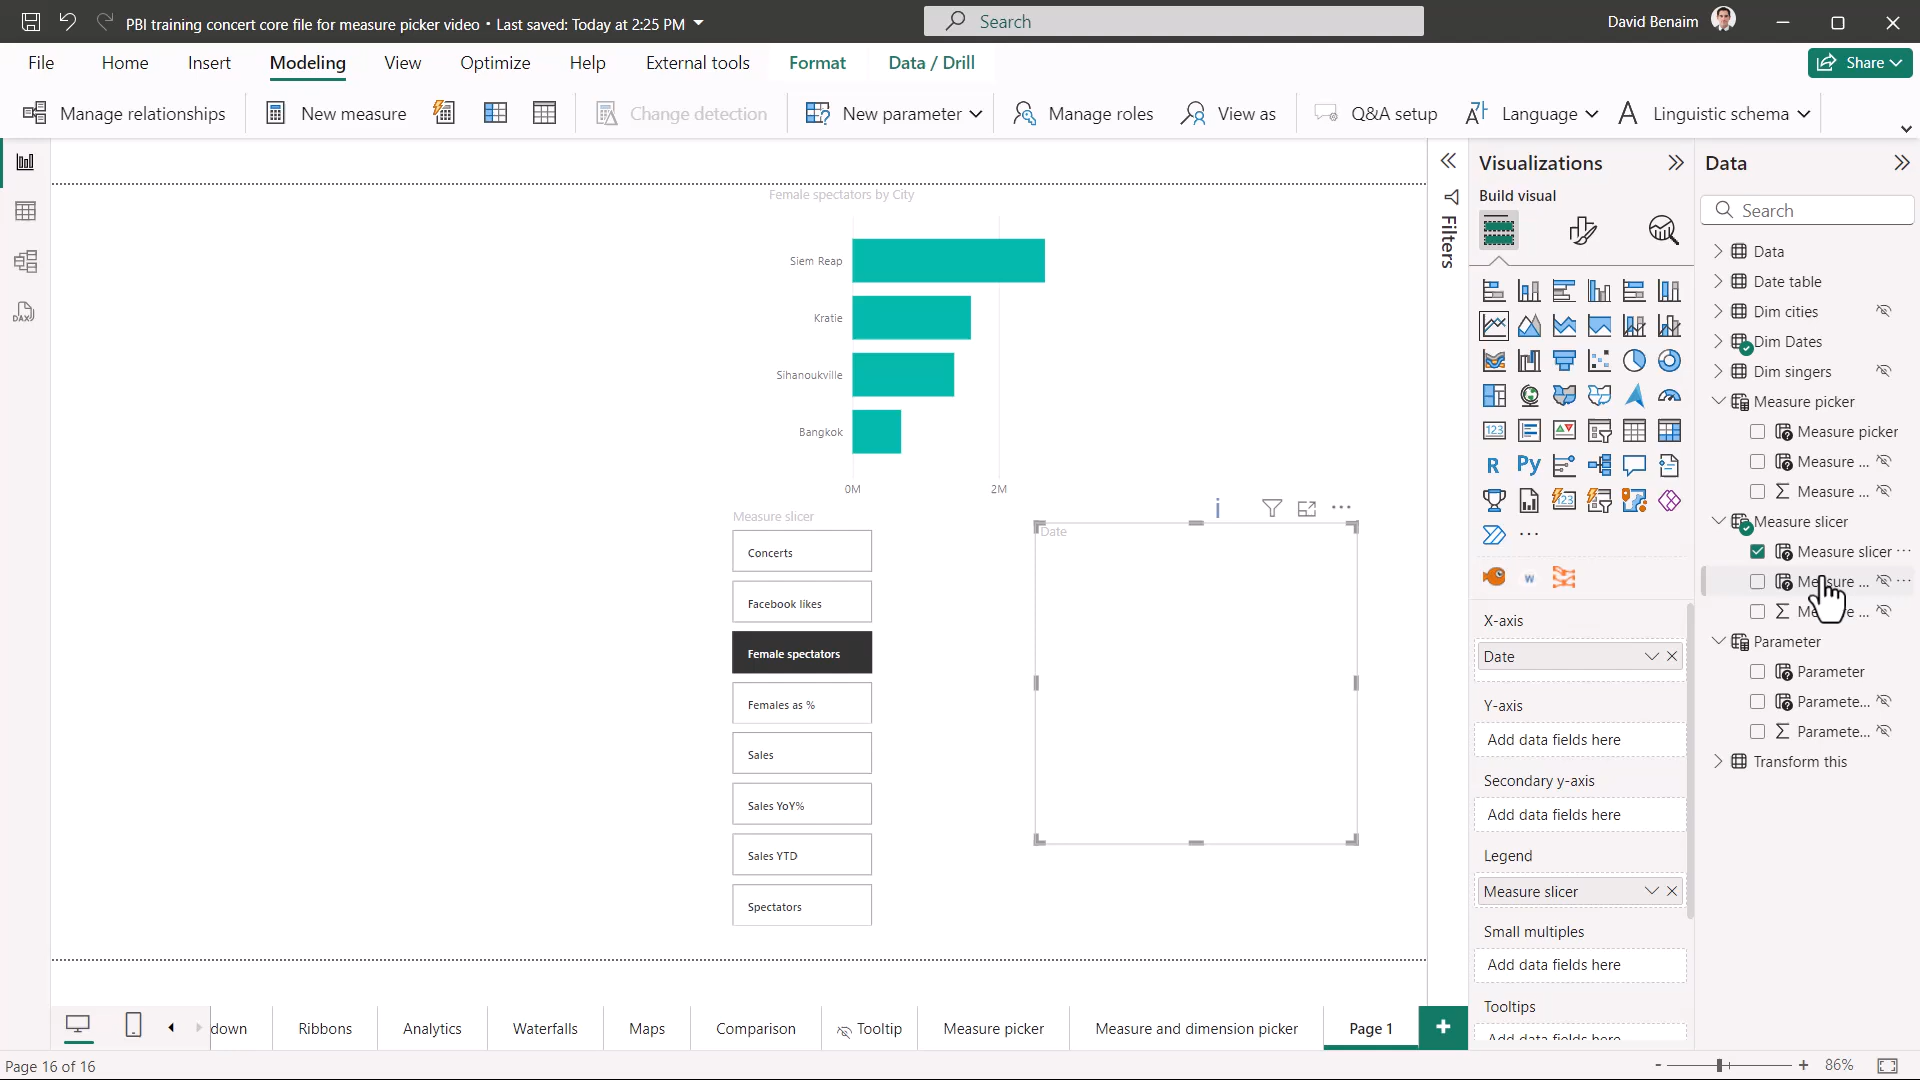 PBI training concert core file for measure picker video • Last saved: Today at 2:25 PM
Search
David Benaim
File
Home
Insert
Modeling
View
Optimize
Help
External tools
Format
Data / Drill
Share
Manage relationships
New measure
Change detection
New parameter
Manage roles
View as
Q&A setup
Language
Linguistic schema
Female spectators by City
Siem Reap
Kratie
Sihanoukville
Bangkok
0M
2M
Measure slicer
Concerts
Facebook likes
Female spectators
Females as %
Sales
Sales YoY%
Sales YTD
Spectators
Date
Filters
Visualizations
Build visual
123
R
Py
X-axis
Date
Y-axis
Add data fields here
Secondary y-axis
Add data fields here
Legend
Measure slicer
Small multiples
Add data fields here
Tooltips
Add data fields here
Data
Search
Data
Date table
Dim cities
Dim Dates
Dim singers
Measure picker
Measure picker
Measure ...
Measure ...
Measure slicer
Measure slicer
Parameter
Parameter
Paramete...
Paramete...
Transform this
DAX
down
Ribbons
Analytics
Waterfalls
Maps
Comparison
Tooltip
Measure picker
Measure and dimension picker
Page 1
Page 16 of 16
86%